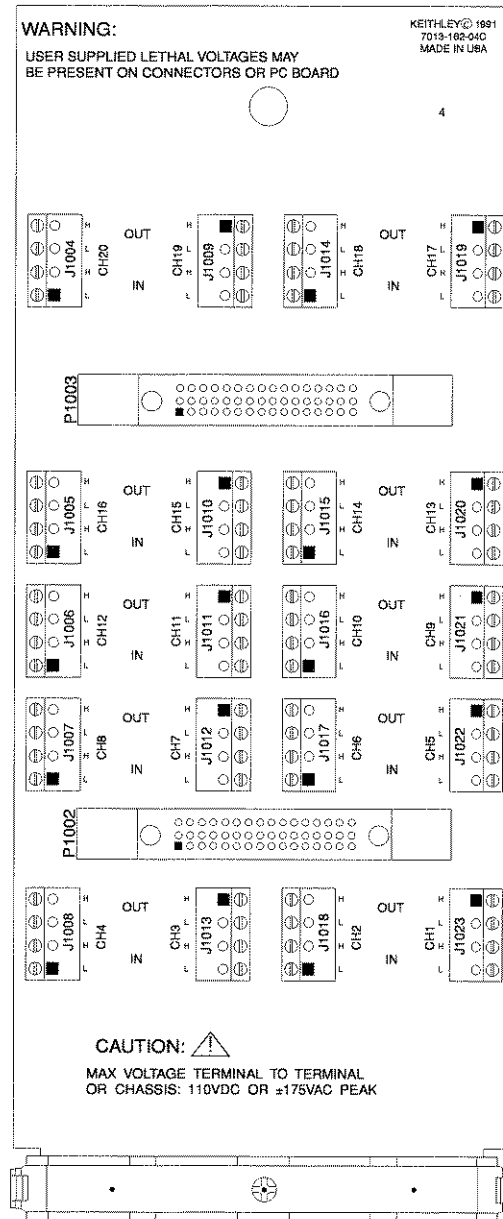 WARNING:
USER SUPPLIED LETHAL VOLTAGES MAY
BE PRESENT ON CONNECTORS OR PC BOARD
KEITHLEY© 1991
7013-162-04C
MADE IN USA
4
J1004 H L H L CH20 OUT IN CH19 H L H L J1009
J1014 H L H L CH18 OUT IN CH17 H L H L J1019
P1003
J1005 H L H L CH16 OUT IN CH15 H L H L J1010
J1015 H L H L CH14 OUT IN CH13 H L H L J1020
J1006 H L H L CH12 OUT IN CH11 H L H L J1011
J1016 H L H L CH10 OUT IN CH9 H L H L J1021
J1007 H L H L CH8 OUT IN CH7 H L H L J1012
J1017 H L H L CH6 OUT IN CH5 H L H L J1022
P1002
J1008 H L H L CH4 OUT IN CH3 H L H L J1013
J1018 H L H L CH2 OUT IN CH1 H L H L J1023
CAUTION:
MAX VOLTAGE TERMINAL TO TERMINAL
OR CHASSIS: 110VDC OR ±175VAC PEAK